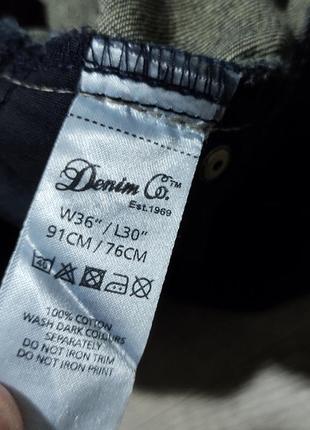 Denim Co.™
Est.1969
W36" / L30"
91CM / 76CM
40
100% COTTON
WASH DARK COLOURS
SEPARATELY
DO NOT IRON TRIM
DO NOT IRON PRINT